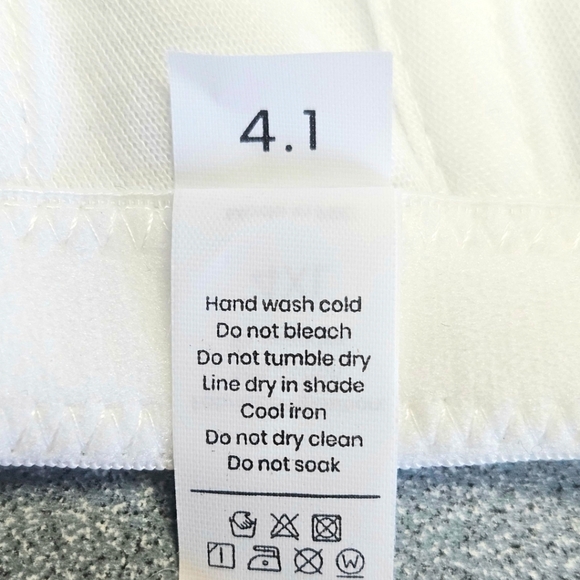 4.1
Hand wash cold
Do not bleach
Do not tumble dry
Line dry in shade
Cool iron
Do not dry clean
Do not soak
W